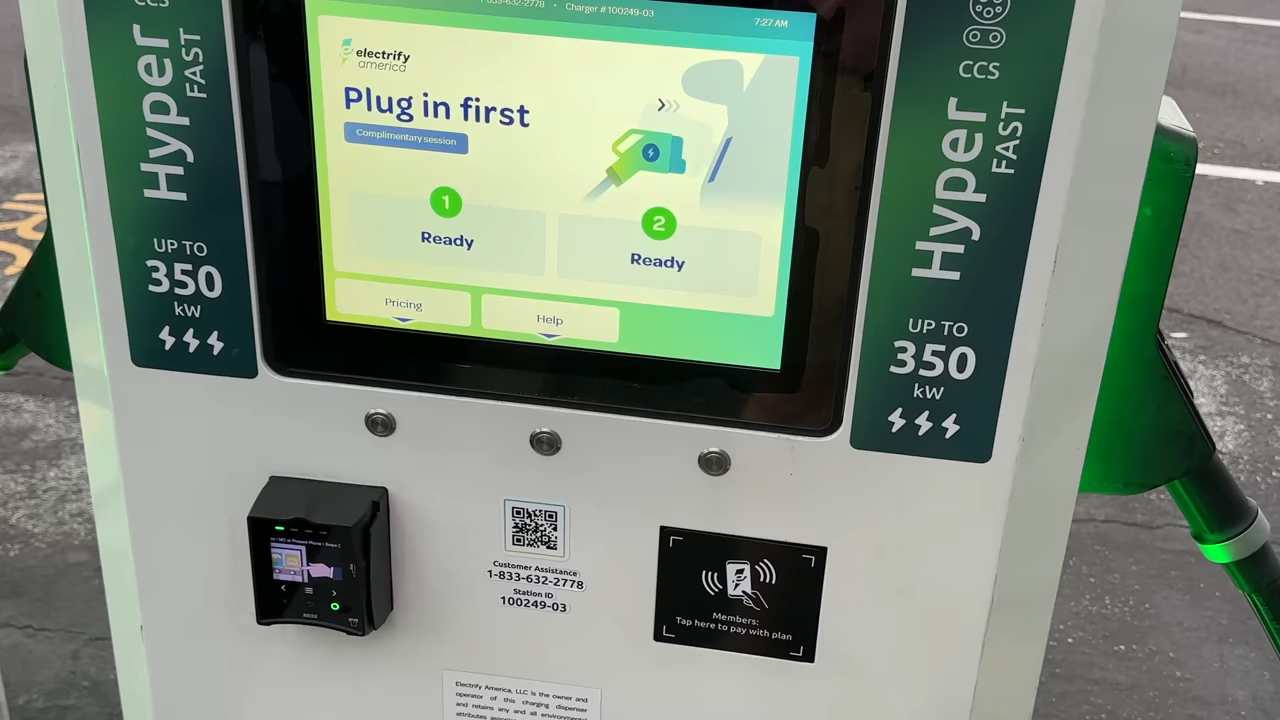 CCS
Hyper
FAST
UP TO
350
kW
1-833-632-2778 • Charger #100249-03
7:27 AM
electrify
america
Plug in first
Complimentary session
1
Ready
2
Ready
Pricing
Help
CCS
Hyper
FAST
UP TO
350
kW
Customer Assistance
1-833-632-2778
Station ID
100249-03
Members:
Tap here to pay with plan
Electrify America, LLC is the owner and
operator of this charging dispenser
and retains any and all environmental
attributes